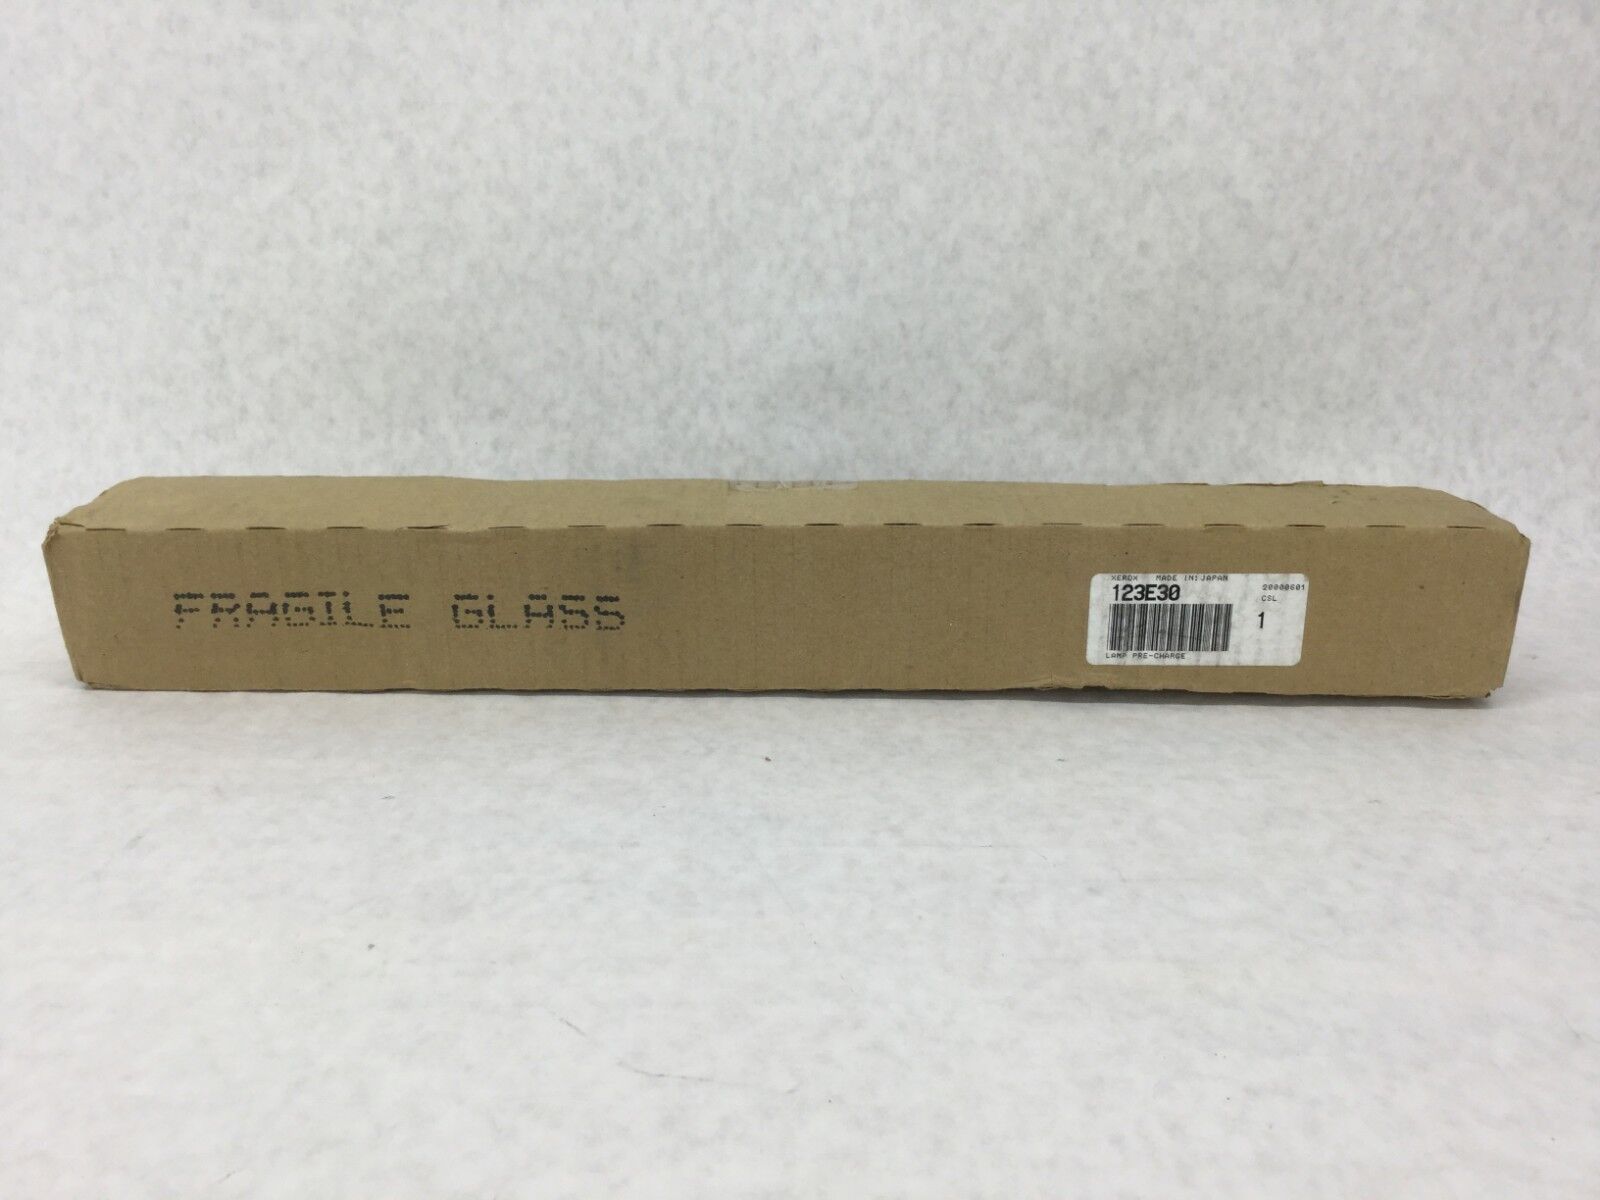 FRAGILE GLASS
XEROX MADE IN:JAPAN
123E30
20000601
CSL
1
LAMP PRE-CHARGE